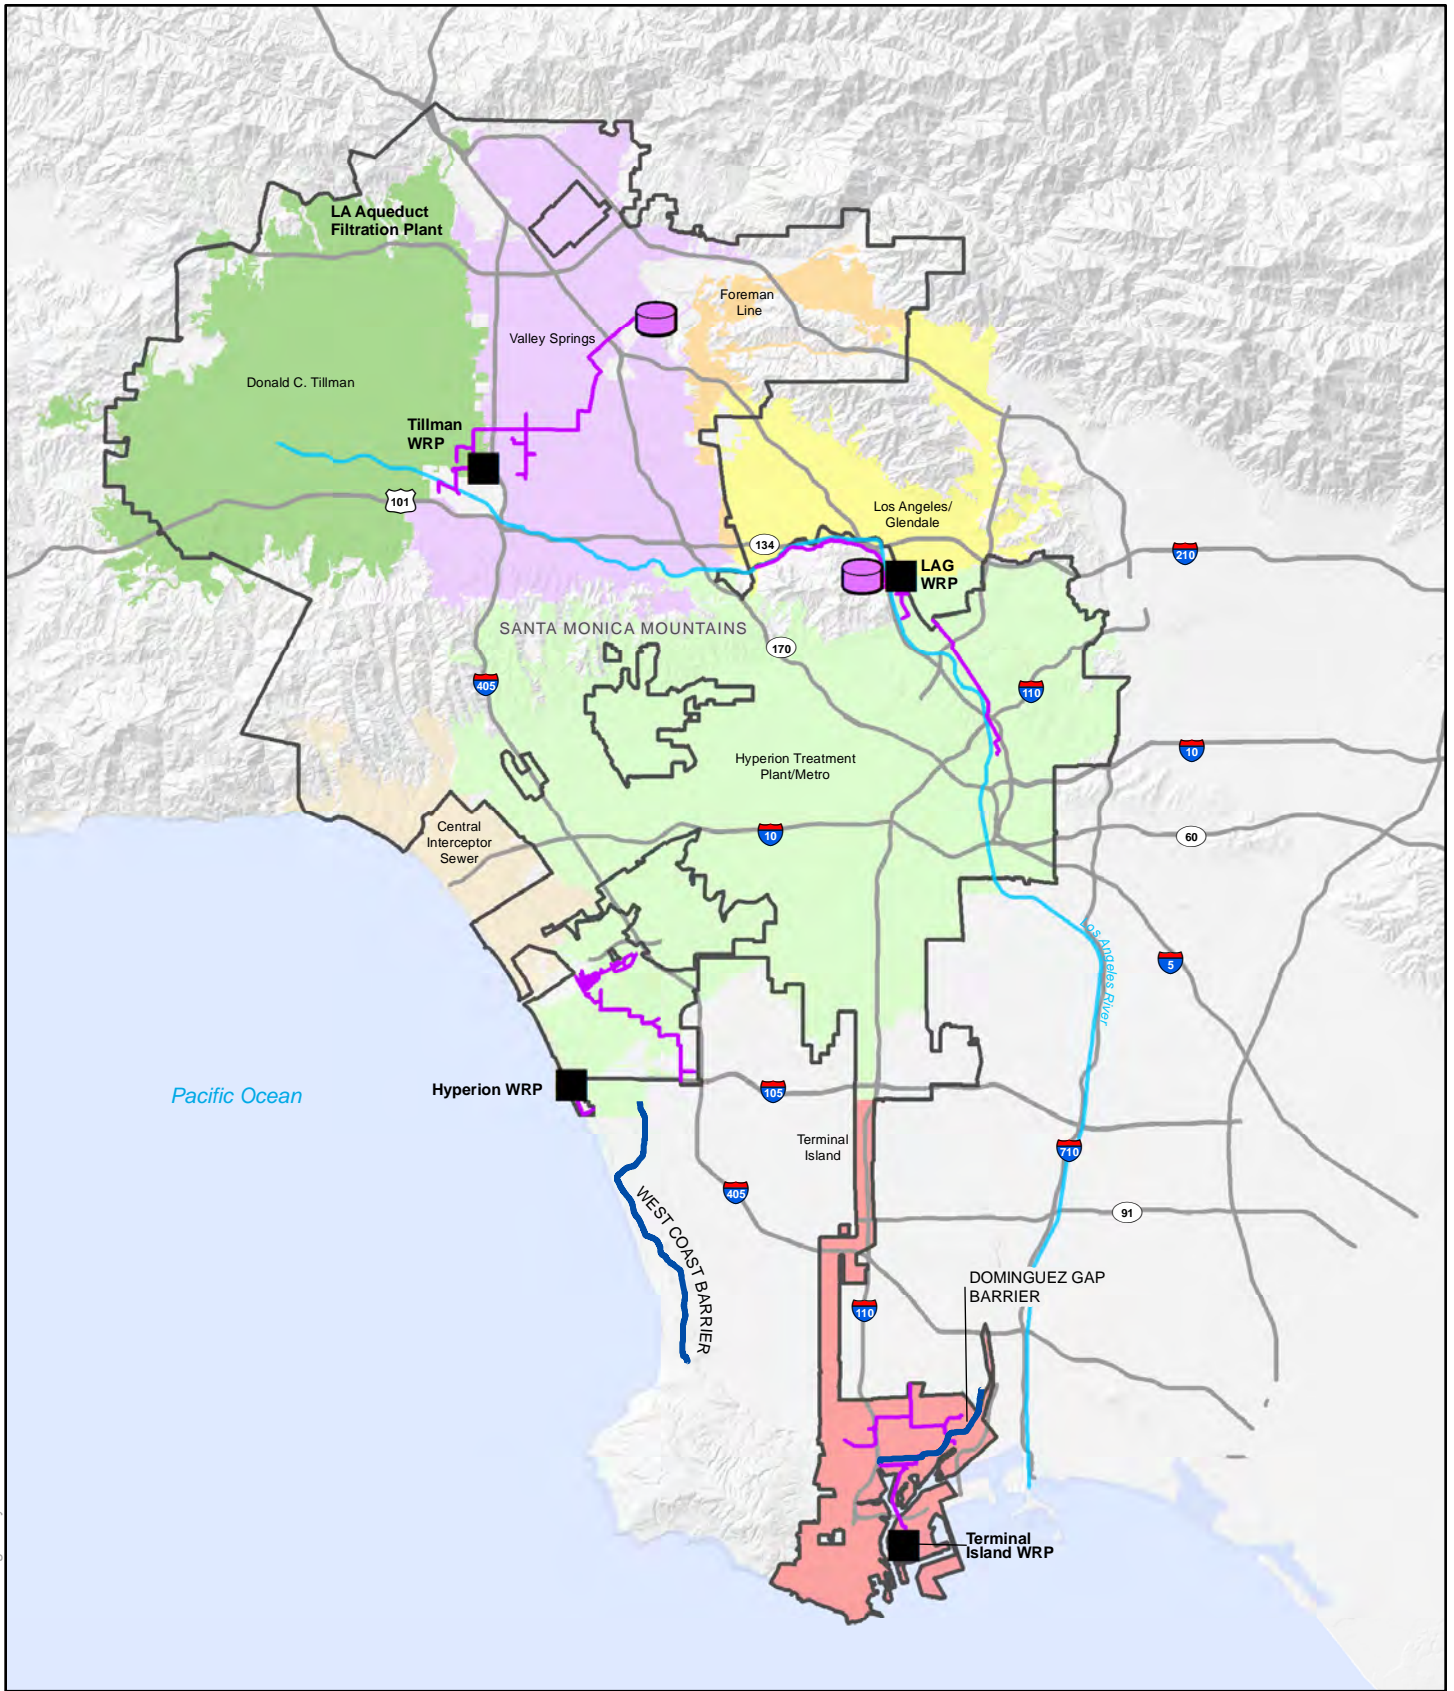 LA Aqueduct
Filtration Plant
Foreman
Line
Valley Springs
Donald C. Tillman
Tillman
WRP
101
Los Angeles/
Glendale
134
210
LAG
WRP
SANTA MONICA MOUNTAINS
170
405
110
10
Hyperion Treatment
Plant/Metro
Central
Interceptor
Sewer
10
60
Los Angeles River
5
Pacific Ocean
Hyperion WRP
105
Terminal
Island
710
405
WEST COAST BARRIER
91
DOMINGUEZ GAP
BARRIER
110
Terminal
Island WRP